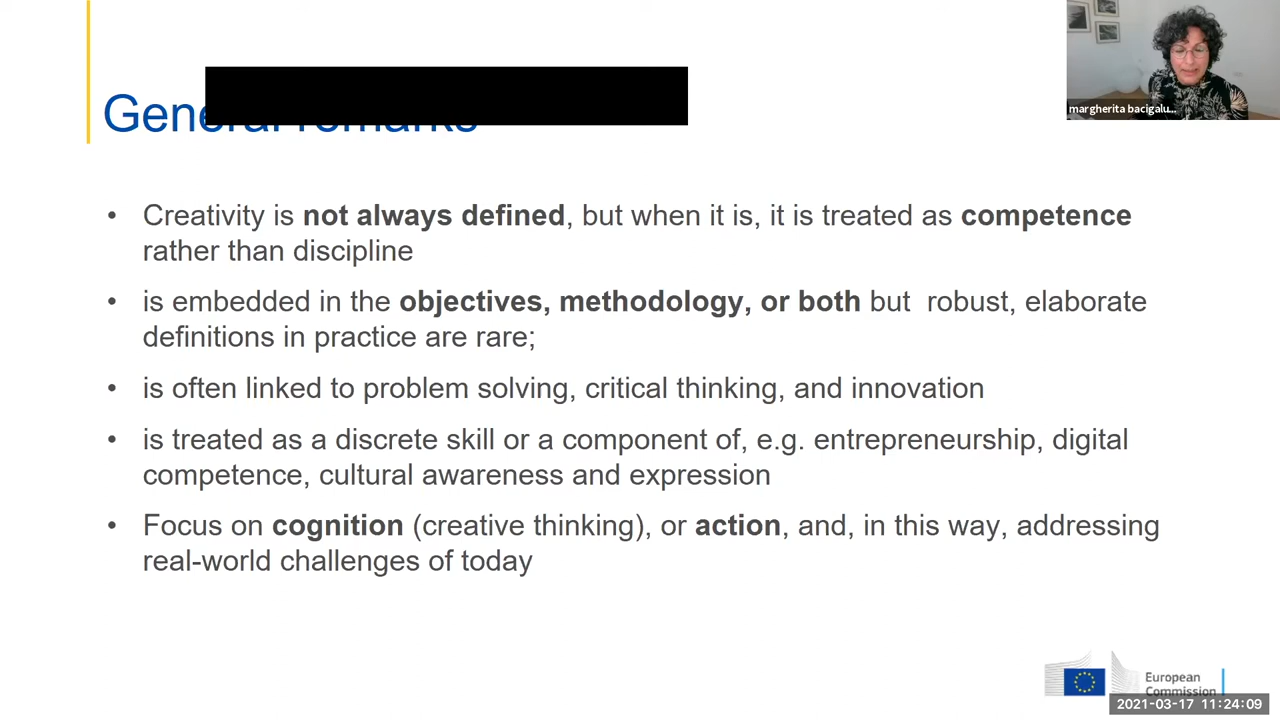 General remarks
margherita bacigalu...
• Creativity is not always defined, but when it is, it is treated as competence
rather than discipline
• is embedded in the objectives, methodology, or both but  robust, elaborate
definitions in practice are rare;
• is often linked to problem solving, critical thinking, and innovation
• is treated as a discrete skill or a component of, e.g. entrepreneurship, digital
competence, cultural awareness and expression
• Focus on cognition (creative thinking), or action, and, in this way, addressing
real-world challenges of today
European
Commission
2021-03-17 11:24:09